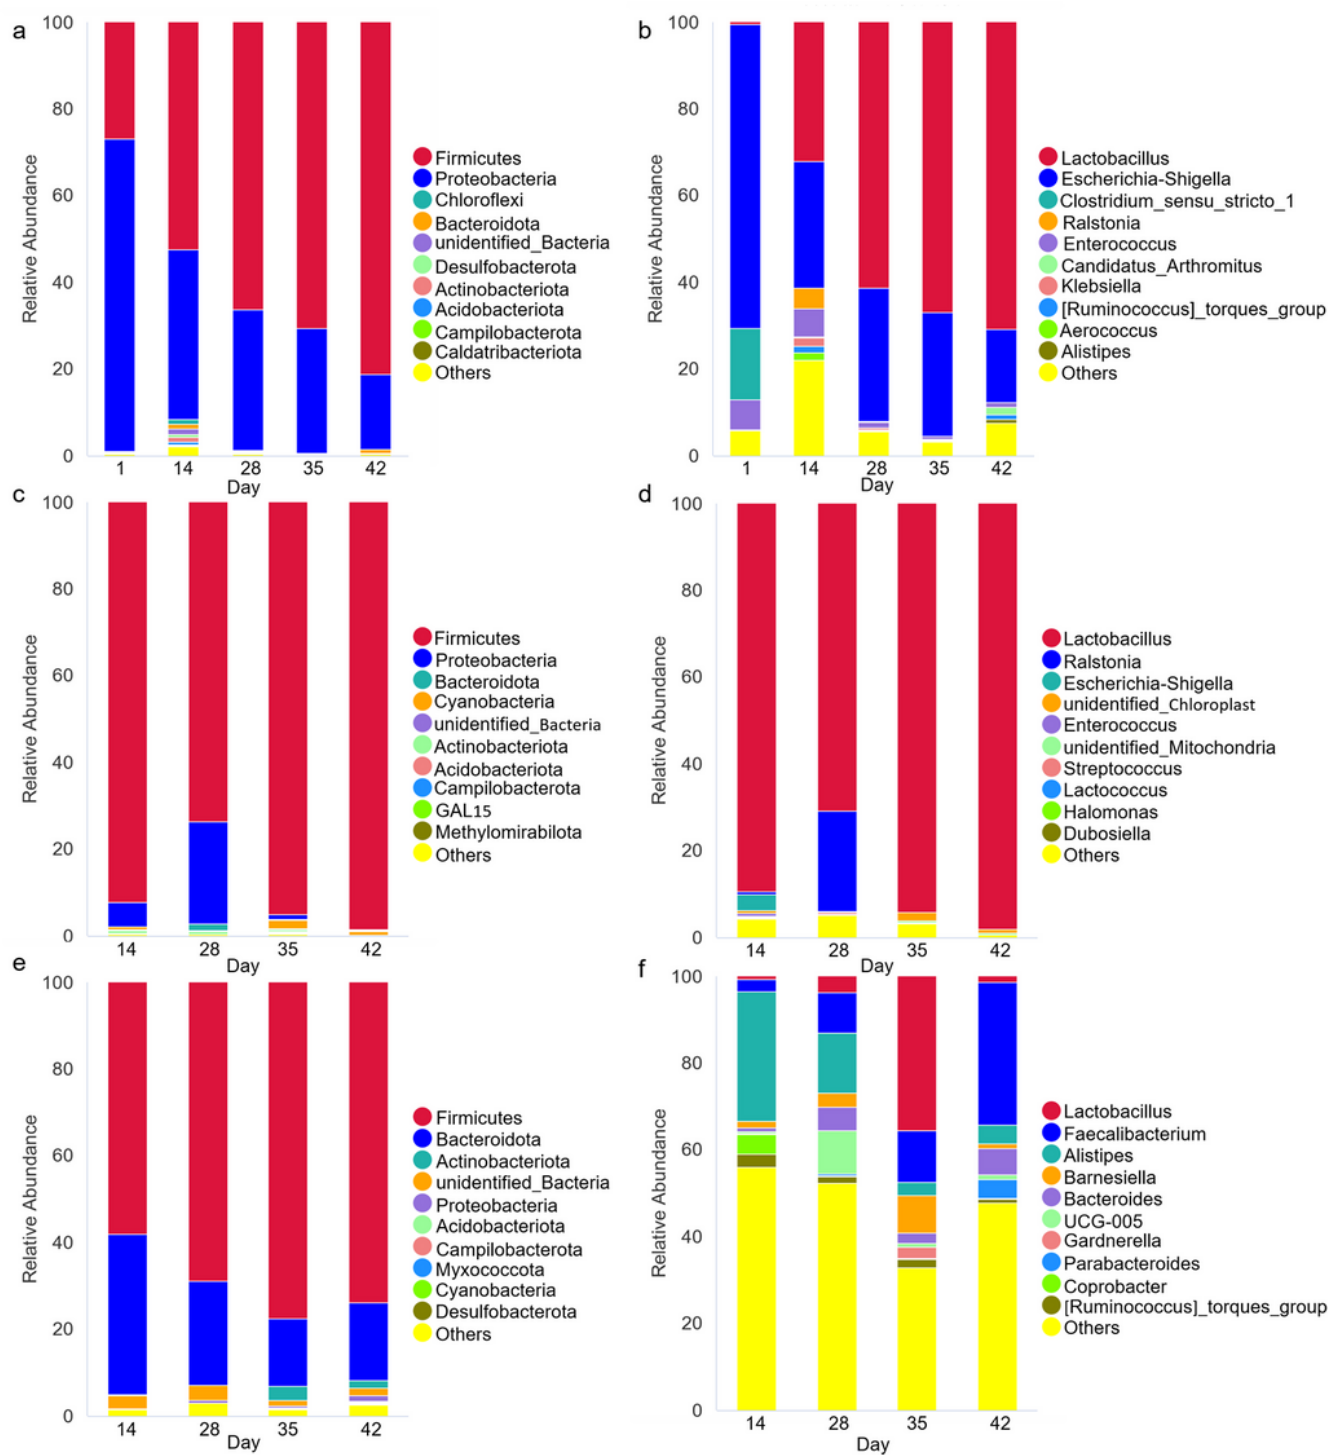 a
Relative Abundance
100
80
60
40
20
0
1 14 28 35 42
Day
Firmicutes
Proteobacteria
Chloroflexi
Bacteroidota
unidentified_Bacteria
Desulfobacterota
Actinobacteriota
Acidobacteriota
Campilobacterota
Caldatribacteriota
Others
b
Relative Abundance
100
80
60
40
20
0
1 14 28 35 42
Day
Lactobacillus
Escherichia-Shigella
Clostridium_sensu_stricto_1
Ralstonia
Enterococcus
Candidatus_Arthromitus
Klebsiella
[Ruminococcus]_torques_group
Aerococcus
Alistipes
Others
c
Relative Abundance
100
80
60
40
20
0
14 28 35 42
Day
Firmicutes
Proteobacteria
Bacteroidota
Cyanobacteria
unidentified_Bacteria
Actinobacteriota
Acidobacteriota
Campilobacterota
GAL15
Methylomirabilota
Others
d
Relative Abundance
100
80
60
40
20
0
14 28 35 42
Day
Lactobacillus
Ralstonia
Escherichia-Shigella
unidentified_Chloroplast
Enterococcus
unidentified_Mitochondria
Streptococcus
Lactococcus
Halomonas
Dubosiella
Others
e
Relative Abundance
100
80
60
40
20
0
14 28 35 42
Day
Firmicutes
Bacteroidota
Actinobacteriota
unidentified_Bacteria
Proteobacteria
Acidobacteriota
Campilobacterota
Myxococcota
Cyanobacteria
Desulfobacterota
Others
f
Relative Abundance
100
80
60
40
20
0
14 28 35 42
Day
Lactobacillus
Faecalibacterium
Alistipes
Barnesiella
Bacteroides
UCG-005
Gardnerella
Parabacteroides
Coprobacter
[Ruminococcus]_torques_group
Others